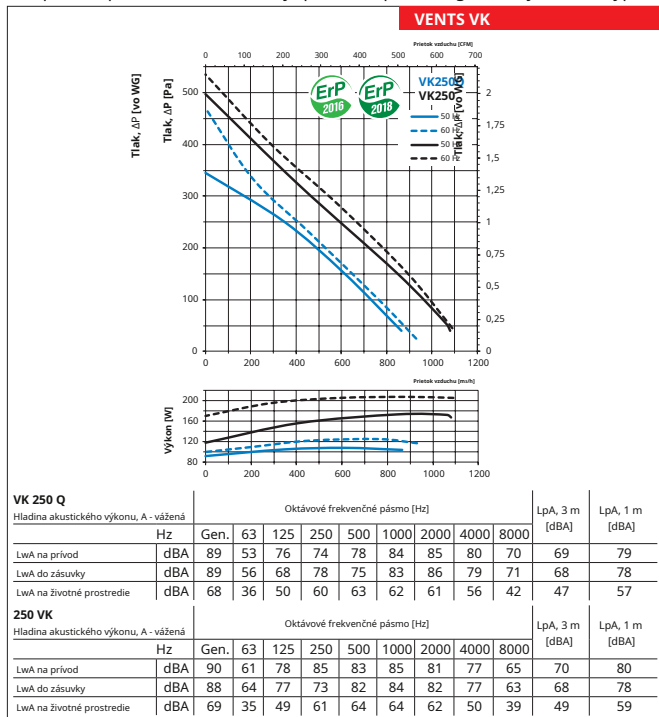 VENTS VK
Prietok vzduchu [CFM]
0 100 200 300 400 500 600 700
Tlak, ∆P [vo WG]
Tlak, ∆P [Pa]
500
400
300
200
100
0
ErP 2016
ErP 2018
VK250Q
VK250
50 Hz
60 Hz
50 Hz
60 Hz
Tlak, ∆P [vo WG]
2
1,75
1,5
1,25
1
0,75
0,5
0,25
0
0 200 400 600 800 1000 1200
Prietok vzduchu [ms/h]
Výkon [W]
200
160
120
80
0 200 400 600 800 1000 1200
VK 250 Q
Hladina akustického výkonu, A - vážená
Oktávové frekvenčné pásmo [Hz]
LpA, 3 m [dBA]
LpA, 1 m [dBA]
Hz Gen. 63 125 250 500 1000 2000 4000 8000
LwA na prívod dBA 89 53 76 74 78 84 85 80 70 69 79
LwA do zásuvky dBA 89 56 68 78 75 83 86 79 71 68 78
LwA na životné prostredie dBA 68 36 50 60 63 62 61 56 42 47 57
250 VK
Hladina akustického výkonu, A - vážená
Oktávové frekvenčné pásmo [Hz]
LpA, 3 m [dBA]
LpA, 1 m [dBA]
Hz Gen. 63 125 250 500 1000 2000 4000 8000
LwA na prívod dBA 90 61 78 85 83 85 81 77 65 70 80
LwA do zásuvky dBA 88 64 77 73 82 84 82 77 63 68 78
LwA na životné prostredie dBA 69 35 49 61 64 64 62 50 39 49 59